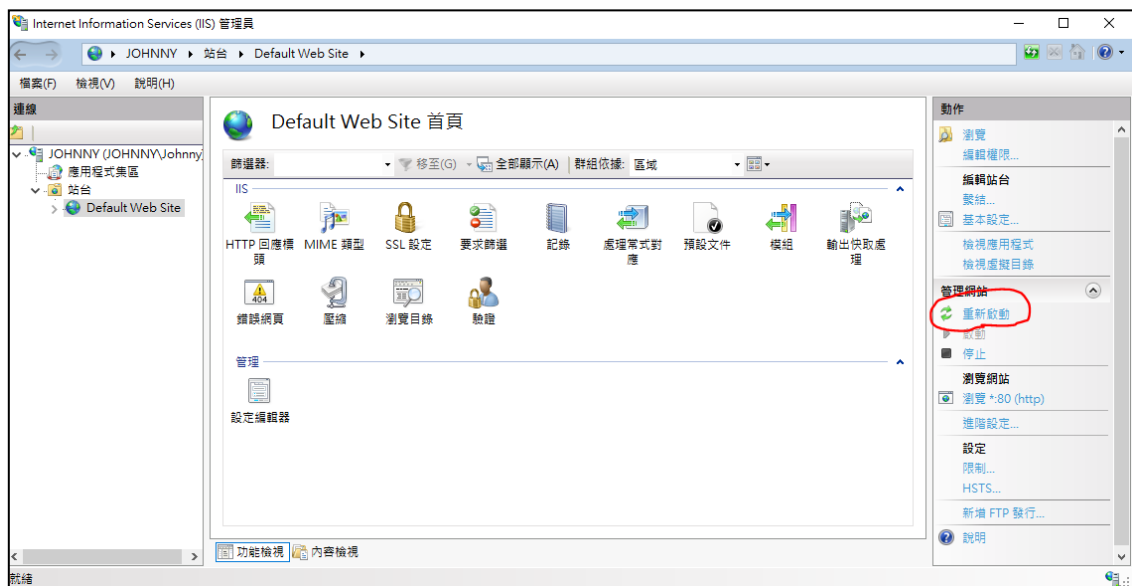 Internet Information Services (IIS) 管理員
JOHNNY 站台 Default Web Site
檔案(F) 檢視(V) 說明(H)
連線
JOHNNY (JOHNNY\Johnny
應用程式集區
站台
Default Web Site
Default Web Site 首頁
篩選器: 移至(G) 全部顯示(A) 群組依據: 區域
IIS
HTTP 回應標
頭
MIME 類型
SSL 設定
要求篩選
記錄
處理常式對
應
預設文件
模組
輸出快取處
理
404
錯誤網頁
壓縮
瀏覽目錄
驗證
管理
設定編輯器
功能檢視 內容檢視
動作
瀏覽
編輯權限...
編輯站台
繫結...
基本設定...
檢視應用程式
檢視虛擬目錄
管理網站
重新啟動
啟動
停止
瀏覽網站
瀏覽 *:80 (http)
進階設定...
設定
限制...
HSTS...
新增 FTP 發行...
說明
就緒